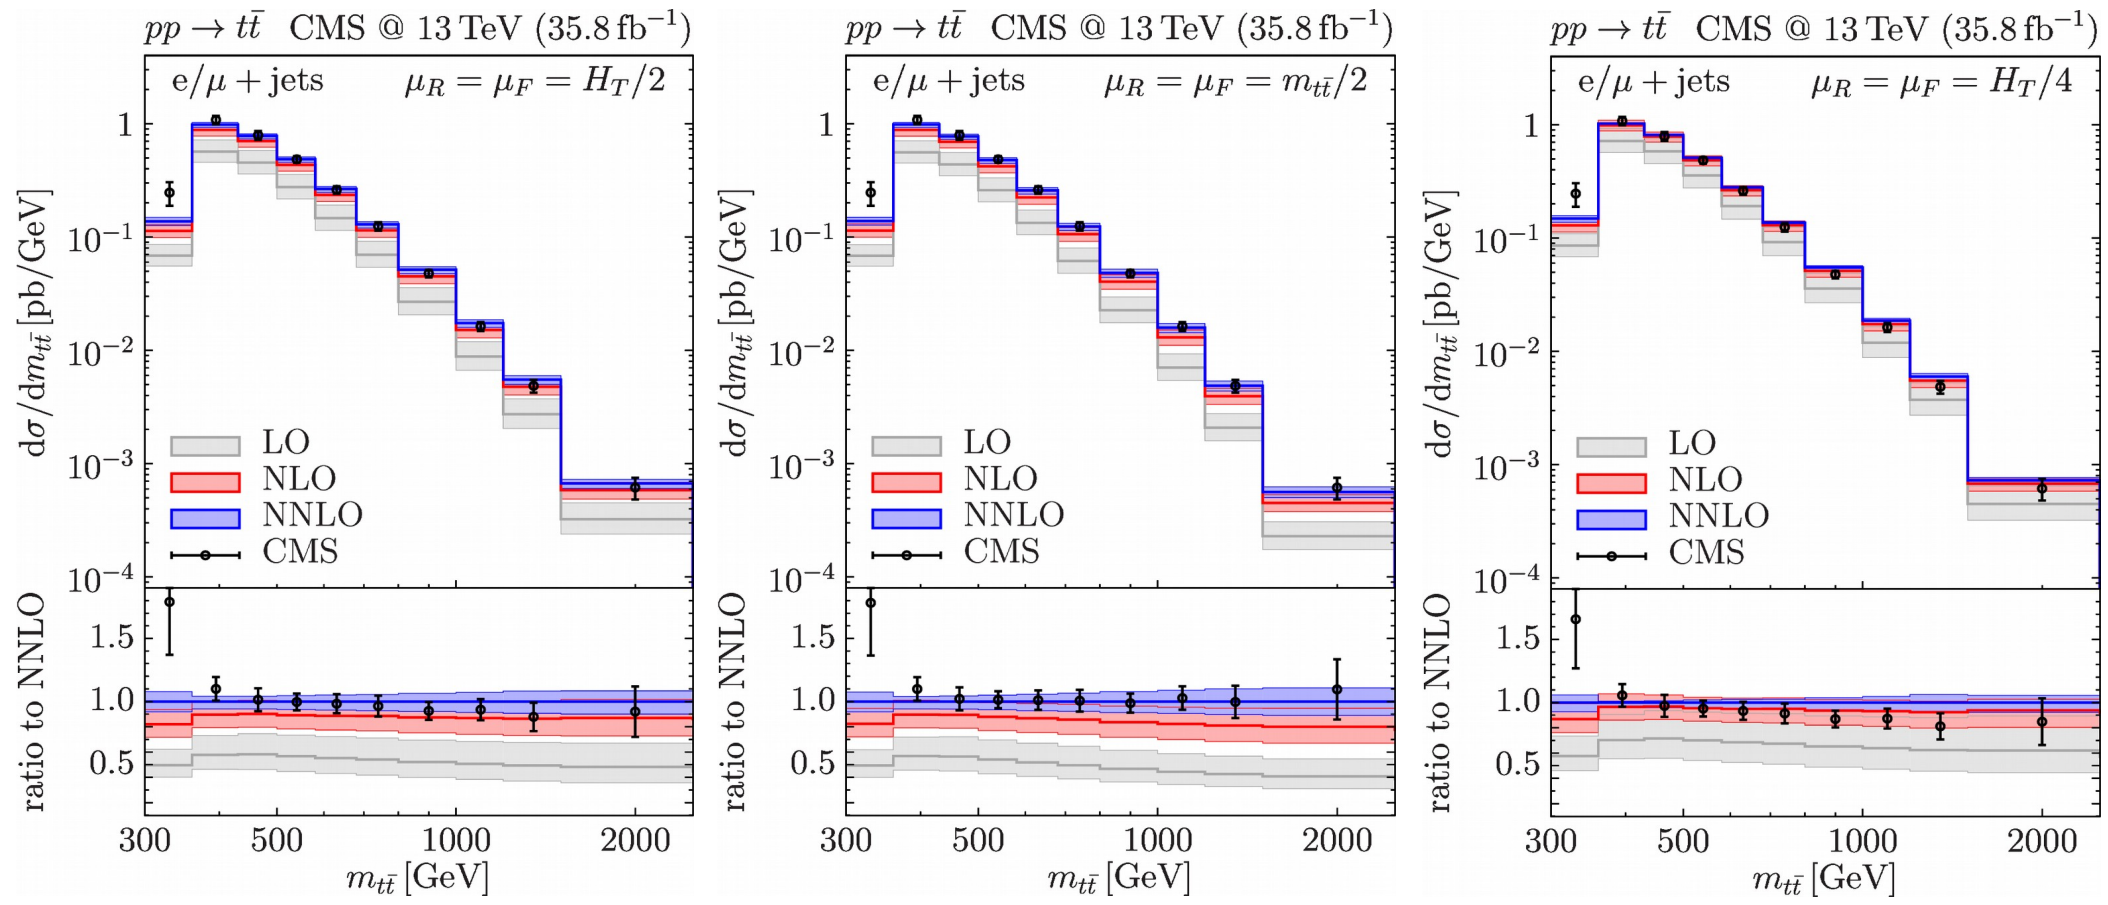 pp → tt̄ CMS @ 13 TeV (35.8 fb⁻¹)
e/μ + jets μ_R = μ_F = H_T/2
dσ/dm_tt̄ [pb/GeV]
1
10⁻¹
10⁻²
10⁻³
10⁻⁴
LO
NLO
NNLO
CMS
ratio to NNLO
1.5
1.0
0.5
300 500 1000 2000
m_tt̄ [GeV]
pp → tt̄ CMS @ 13 TeV (35.8 fb⁻¹)
e/μ + jets μ_R = μ_F = m_tt̄/2
dσ/dm_tt̄ [pb/GeV]
1
10⁻¹
10⁻²
10⁻³
10⁻⁴
LO
NLO
NNLO
CMS
ratio to NNLO
1.5
1.0
0.5
300 500 1000 2000
m_tt̄ [GeV]
pp → tt̄ CMS @ 13 TeV (35.8 fb⁻¹)
e/μ + jets μ_R = μ_F = H_T/4
dσ/dm_tt̄ [pb/GeV]
1
10⁻¹
10⁻²
10⁻³
10⁻⁴
LO
NLO
NNLO
CMS
ratio to NNLO
1.5
1.0
0.5
300 500 1000 2000
m_tt̄ [GeV]